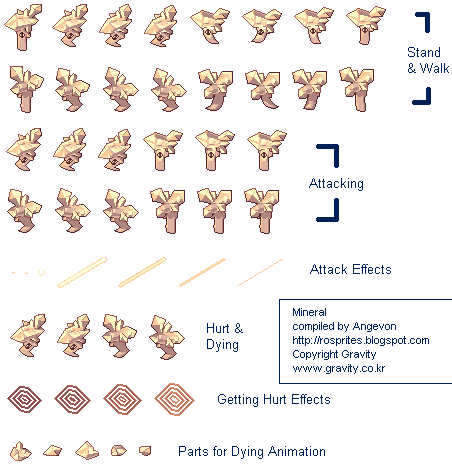 Stand
& Walk
Attacking
Attack Effects
Hurt &
Dying
Mineral
compiled by Angevon
http://rosprites.blogspot.com
Copyright Gravity
www.gravity.co.kr
Getting Hurt Effects
Parts for Dying Animation